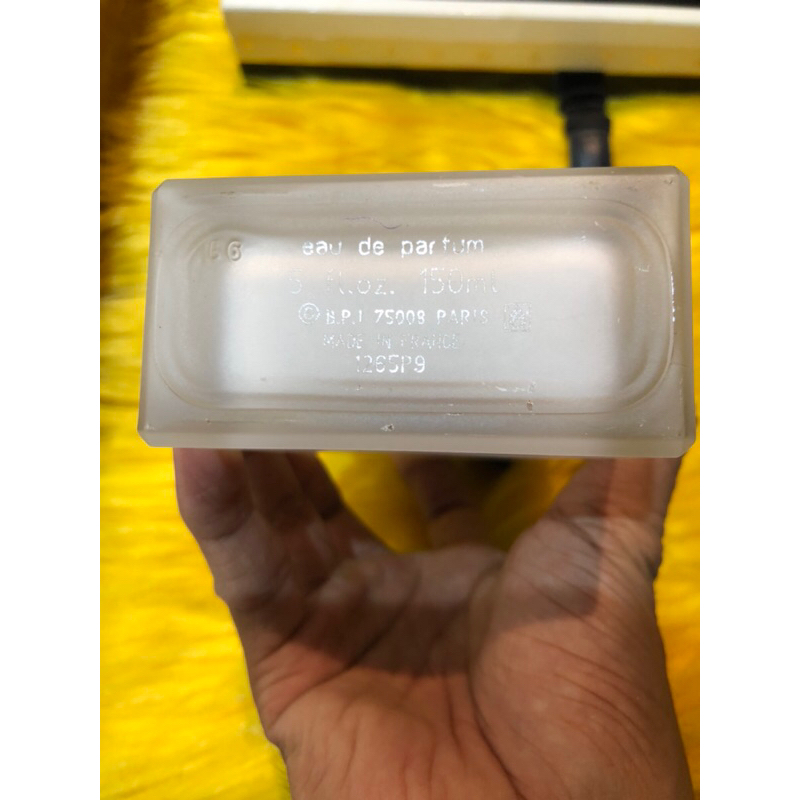 eau de parfum
5 fl.oz. 150ml
© B.P.I 75008 PARIS
MADE IN FRANCE
1265P9